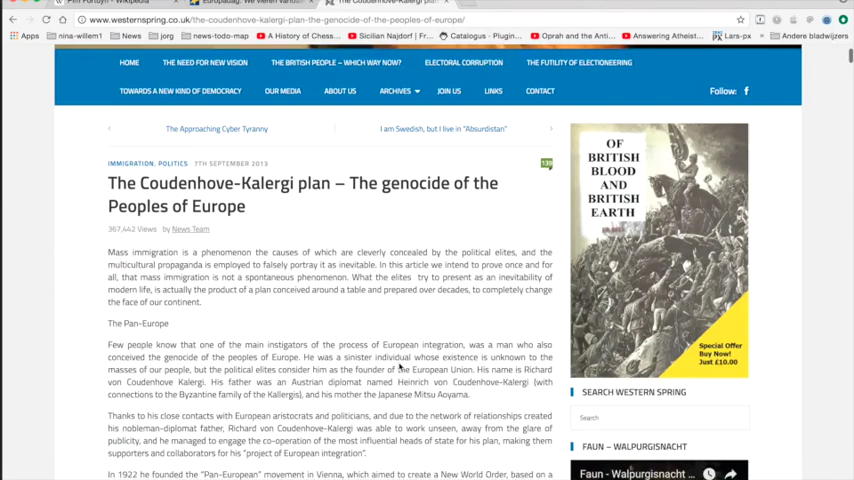 Pim Fortuyn - Wikipedia
The Coudenhove-Kalergi pla
www.westernspring.co.uk/the-coudenhove-kalergi-plan-the-genocide-of-the-peoples-of-europe/
Apps nina-willem1 News jorg news-todo-map A History of Chess: Sicilian Najdorf | Fr... Catalogus - Plugin... Oprah and the Anti... Answering Atheist... Lars-px » Andere bladwijzers
HOME THE NEED FOR NEW VISION THE BRITISH PEOPLE – WHICH WAY NOW? ELECTORAL CORRUPTION THE FUTILITY OF ELECTIONEERING
TOWARDS A NEW KIND OF DEMOCRACY OUR MEDIA ABOUT US ARCHIVES JOIN US LINKS CONTACT Follow:
The Approaching Cyber Tyranny I am Swedish, but I live in "Absurdistan"
IMMIGRATION, POLITICS 7TH SEPTEMBER 2013 139
The Coudenhove-Kalergi plan – The genocide of the
Peoples of Europe
367,442 Views by News Team
Mass immigration is a phenomenon the causes of which are cleverly concealed by the political elites, and the
multicultural propaganda is employed to falsely portray it as inevitable. In this article we intend to prove once and for
all, that mass immigration is not a spontaneous phenomenon. What the elites try to present as an inevitability of
modern life, is actually the product of a plan conceived around a table and prepared over decades, to completely change
the face of our continent.
The Pan-Europe
Few people know that one of the main instigators of the process of European integration, was a man who also
conceived the genocide of the peoples of Europe. He was a sinister individual whose existence is unknown to the
masses of our people, but the political elites consider him as the founder of the European Union. His name is Richard
von Coudenhove Kalergi. His father was an Austrian diplomat named Heinrich von Coudenhove-Kalergi (with
connections to the Byzantine family of the Kallergis), and his mother the Japanese Mitsu Aoyama.
Thanks to his close contacts with European aristocrats and politicians, and due to the network of relationships created
his nobleman-diplomat father, Richard von Coudenhove-Kalergi was able to work unseen, away from the glare of
publicity, and he managed to engage the co-operation of the most influential heads of state for his plan, making them
supporters and collaborators for his "project of European integration".
In 1922 he founded the "Pan-European" movement in Vienna, which aimed to create a New World Order, based on a
OF
BRITISH
BLOOD
AND
BRITISH
EARTH
Special Offer
Buy Now!
Just £10.00
SEARCH WESTERN SPRING
Search
FAUN – WALPURGISNACHT
Faun - Walpurgisnacht ...